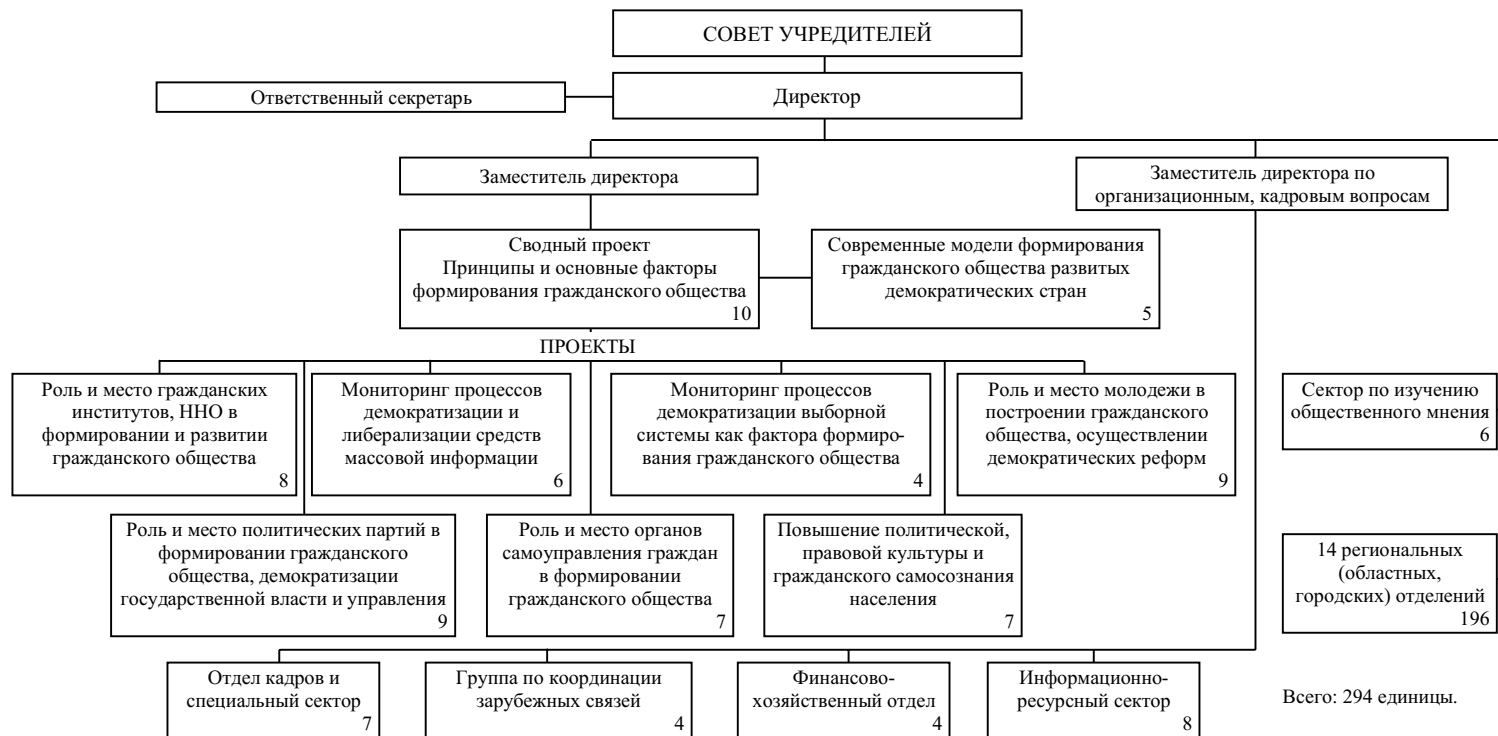 СОВЕТ УЧРЕДИТЕЛЕЙ
Ответственный секретарь
Директор
Заместитель директора
Заместитель директора по
организационным, кадровым вопросам
Сводный проект
Принципы и основные факторы
формирования гражданского общества
10
Современные модели формирования
гражданского общества развитых
демократических стран
5
ПРОЕКТЫ
Роль и место гражданских
институтов, ННО в
формировании и развитии
гражданского общества
8
Мониторинг процессов
демократизации и
либерализации средств
массовой информации
6
Мониторинг процессов
демократизации выборной
системы как фактора формиро-
вания гражданского общества
4
Роль и место молодежи в
построении гражданского
общества, осуществлении
демократических реформ
9
Сектор по изучению
общественного мнения
6
Роль и место политических партий в
формировании гражданского
общества, демократизации
государственной власти и управления
9
Роль и место органов
самоуправления граждан
в формировании
гражданского общества
7
Повышение политической,
правовой культуры и
гражданского самосознания
населения
7
14 региональных
(областных,
городских) отделений
196
Отдел кадров и
специальный сектор
7
Группа по координации
зарубежных связей
4
Финансово-
хозяйственный отдел
4
Информационно-
ресурсный сектор
8
Всего: 294 единицы.